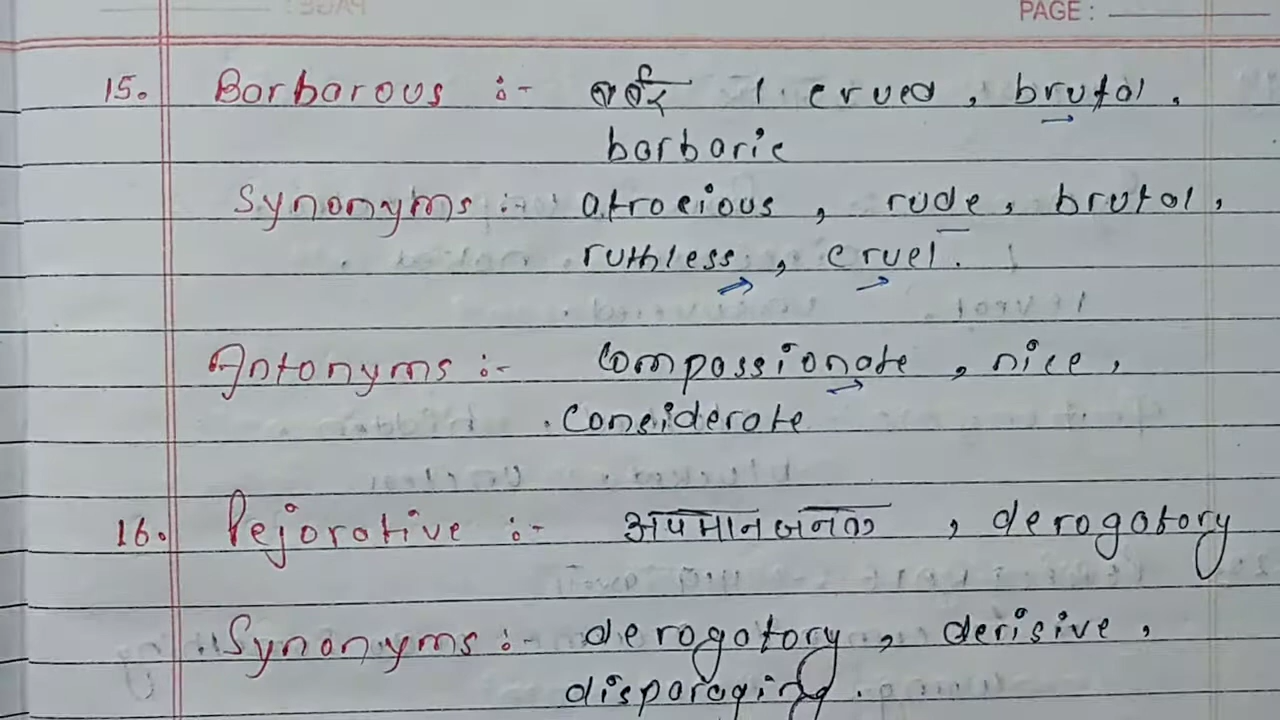 PAGE :
15. Barbarous :- बर्बर । crued, brutal,
barbaric
Synonyms :- atrocious, rude, brutal,
ruthless, cruel.
Antonyms :- Compassionate, nice,
Considerate
16. Pejorative :- अपमानजनक, derogatory
Synonyms :- derogatory, derisive,
disparaging.